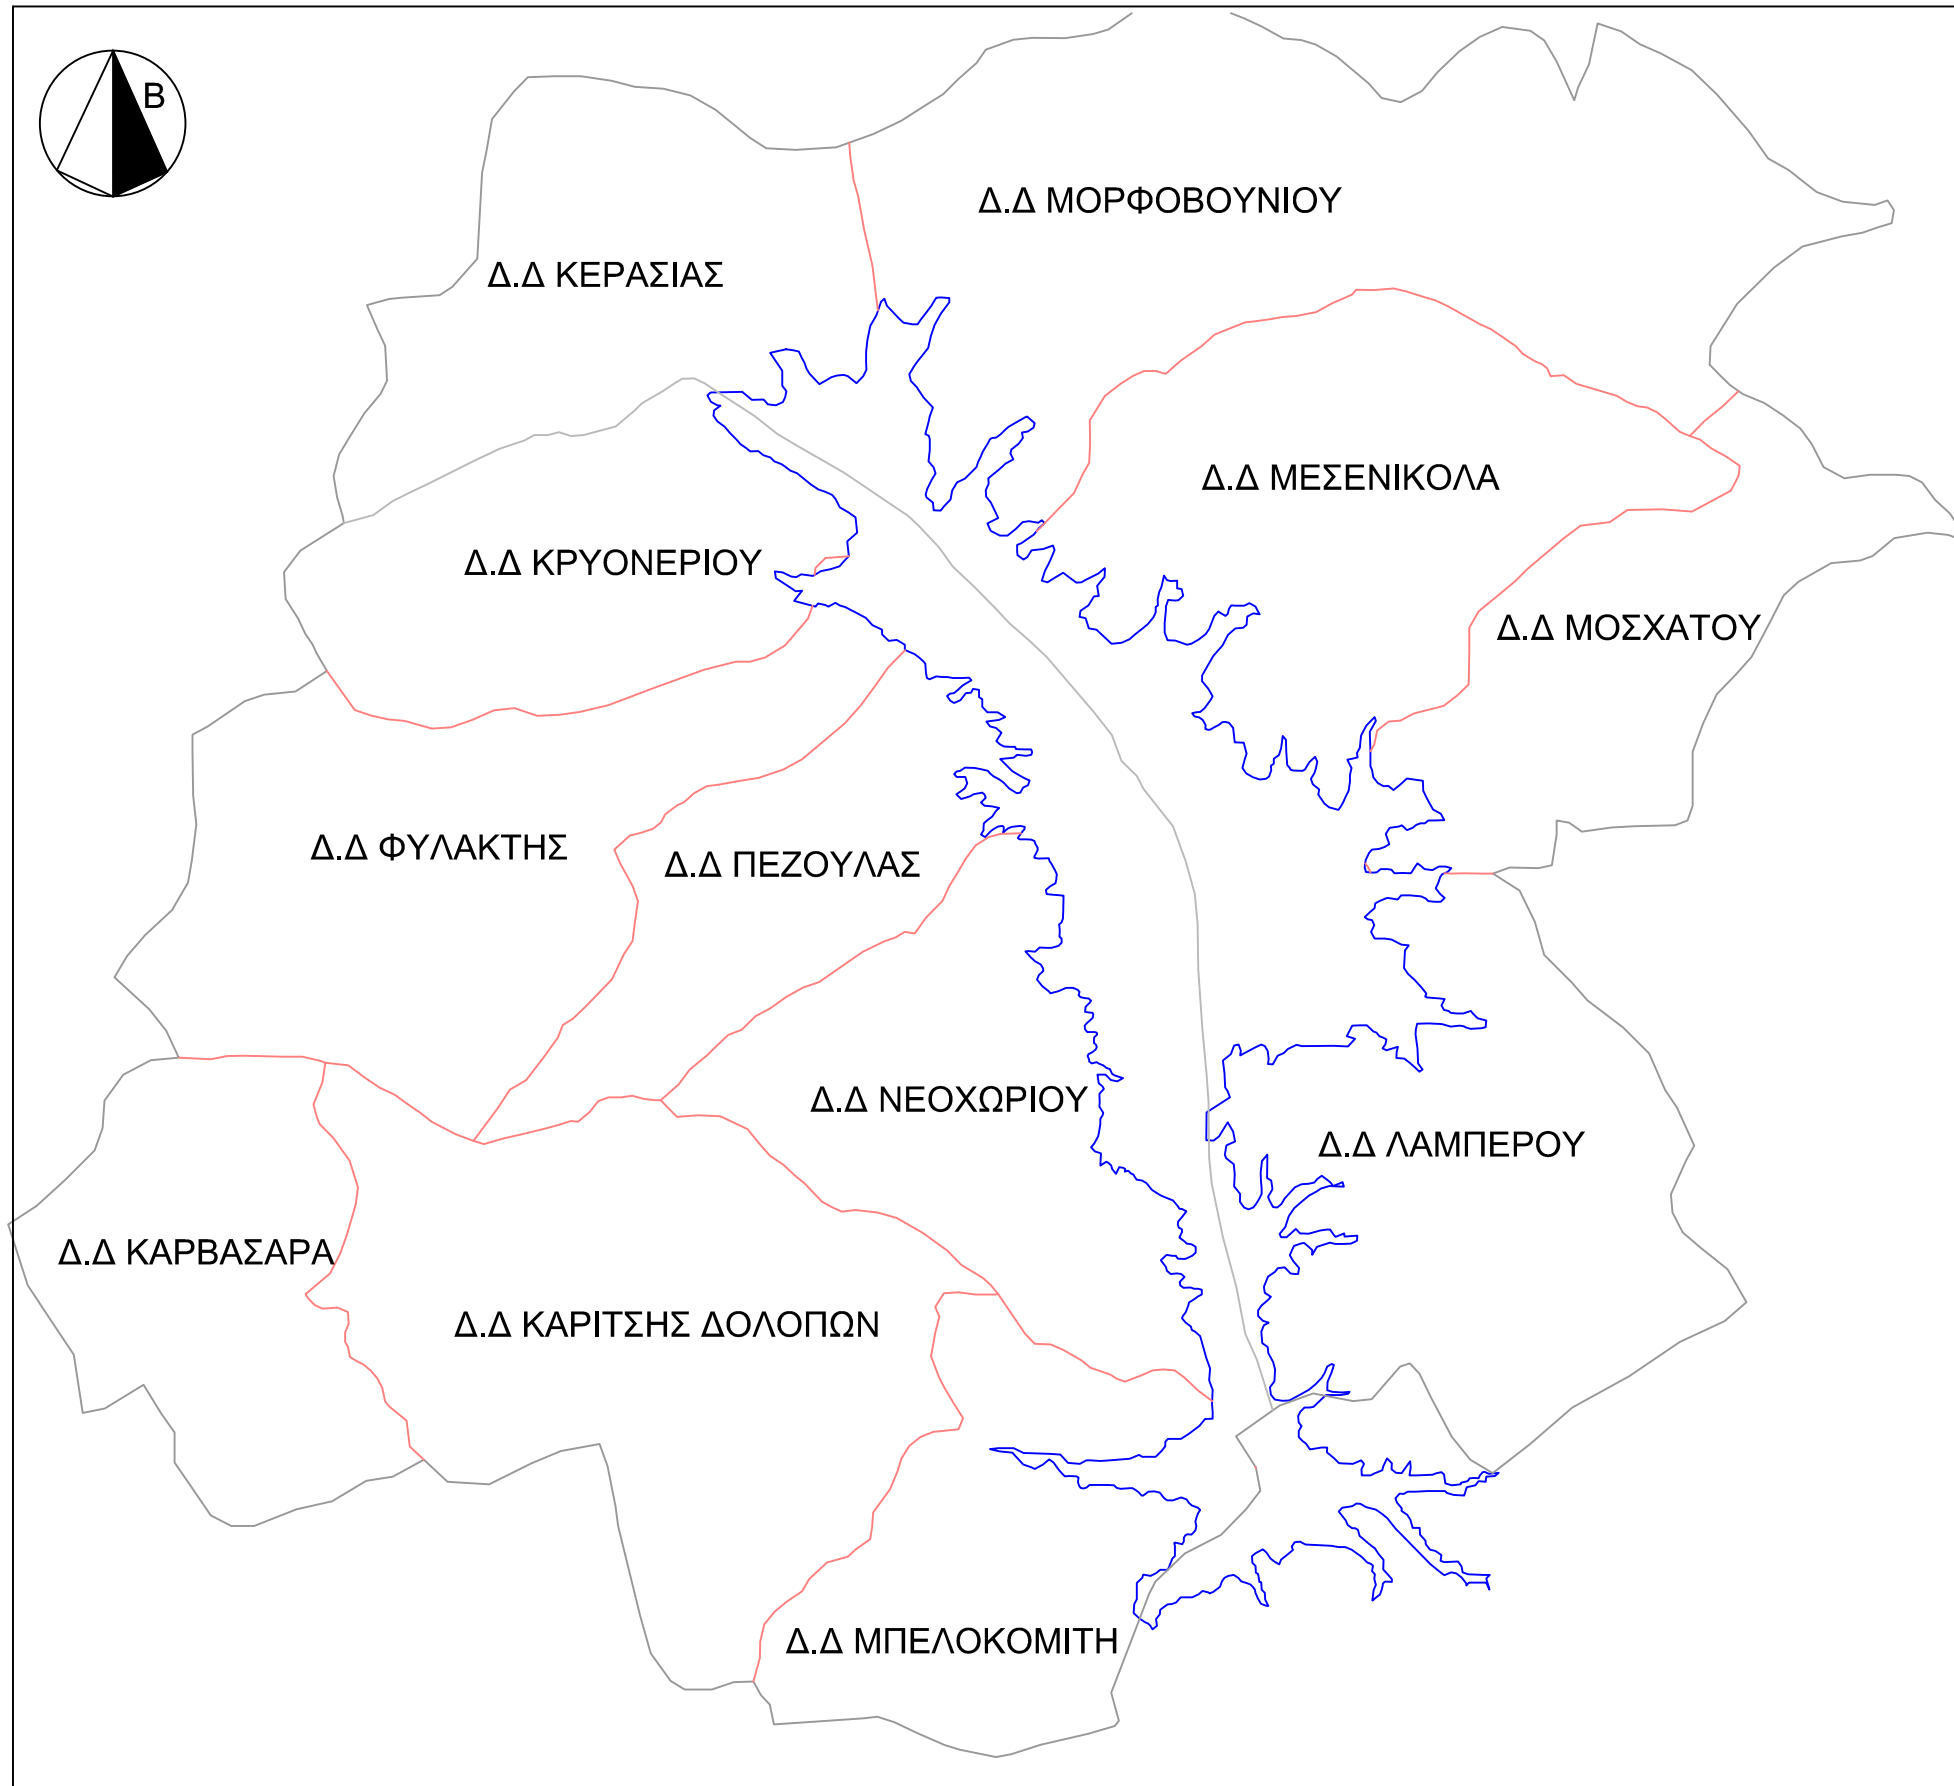 Β
Δ.Δ ΜΟΡΦΟΒΟΥΝΙΟΥ
Δ.Δ ΚΕΡΑΣΙΑΣ
Δ.Δ ΜΕΣΕΝΙΚΟΛΑ
Δ.Δ ΚΡΥΟΝΕΡΙΟΥ
Δ.Δ ΜΟΣΧΑΤΟΥ
Δ.Δ ΦΥΛΑΚΤΗΣ
Δ.Δ ΠΕΖΟΥΛΑΣ
Δ.Δ ΝΕΟΧΩΡΙΟΥ
Δ.Δ ΛΑΜΠΕΡΟΥ
Δ.Δ ΚΑΡΒΑΣΑΡΑ
Δ.Δ ΚΑΡΙΤΣΗΣ ΔΟΛΟΠΩΝ
Δ.Δ ΜΠΕΛΟΚΟΜΙΤΗ